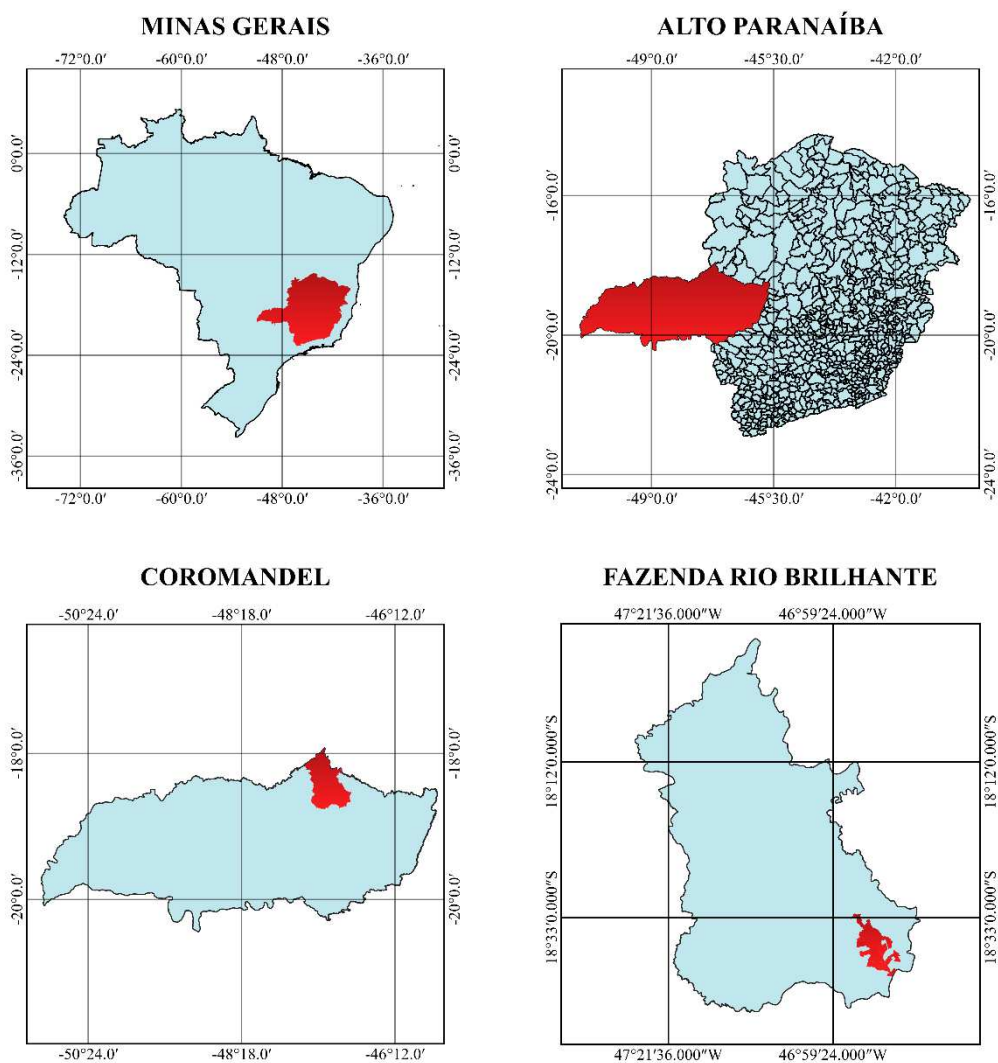 MINAS GERAIS
-72°0.0' -60°0.0' -48°0.0' -36°0.0'
0°0.0' 0°0.0'
-12°0.0' -12°0.0'
-24°0.0' -24°0.0'
-36°0.0' -36°0.0'
-72°0.0' -60°0.0' -48°0.0' -36°0.0'
ALTO PARANAÍBA
-49°0.0' -45°30.0' -42°0.0'
-16°0.0' -16°0.0'
-20°0.0' -20°0.0'
-24°0.0' -24°0.0'
-49°0.0' -45°30.0' -42°0.0'
COROMANDEL
-50°24.0' -48°18.0' -46°12.0'
-18°0.0' -18°0.0'
-20°0.0' -20°0.0'
-50°24.0' -48°18.0' -46°12.0'
FAZENDA RIO BRILHANTE
47°21'36.000"W 46°59'24.000"W
18°12'0.000"S 18°12'0.000"S
18°33'0.000"S 18°33'0.000"S
47°21'36.000"W 46°59'24.000"W